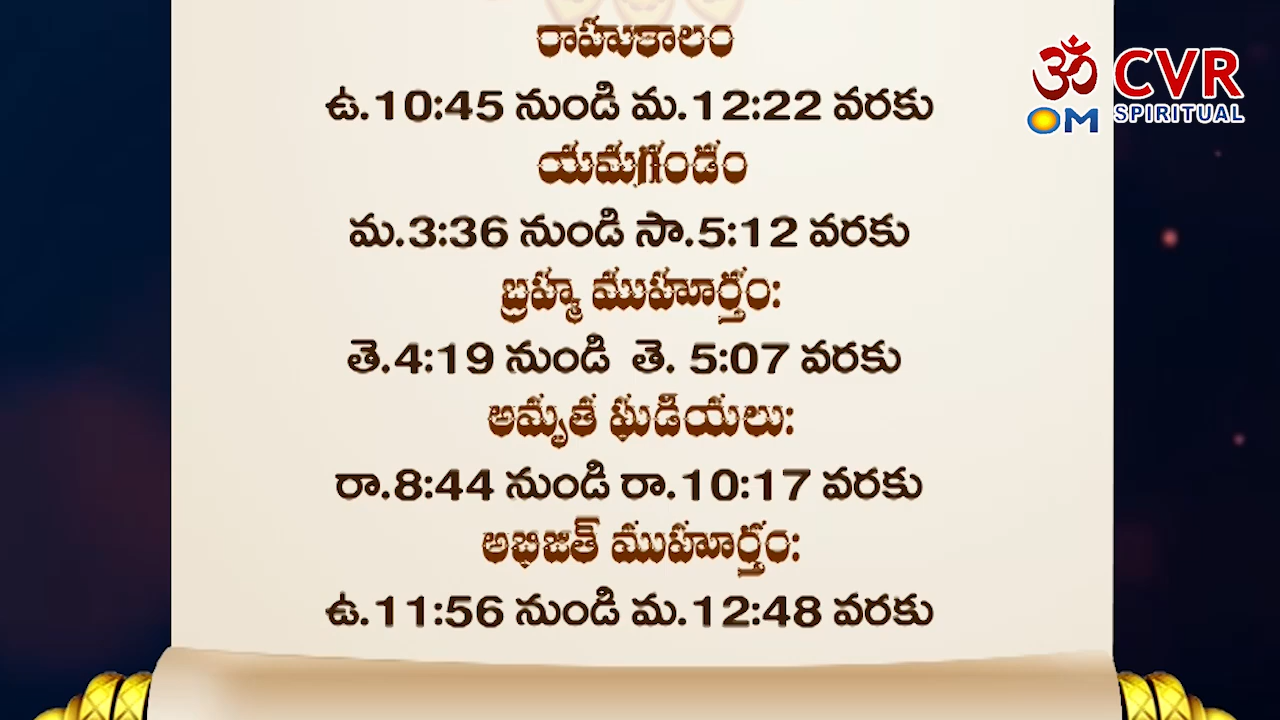 రాహుకాలం
ఉ.10:45 నుండి మ.12:22 వరకు
యమగండం
మ.3:36 నుండి సా.5:12 వరకు
బ్రహ్మ ముహూర్తం:
తె.4:19 నుండి తె. 5:07 వరకు
అమృత ఘడియలు:
రా.8:44 నుండి రా.10:17 వరకు
అభిజిత్ ముహూర్తం:
ఉ.11:56 నుండి మ.12:48 వరకు
ॐ CVR
OM SPIRITUAL